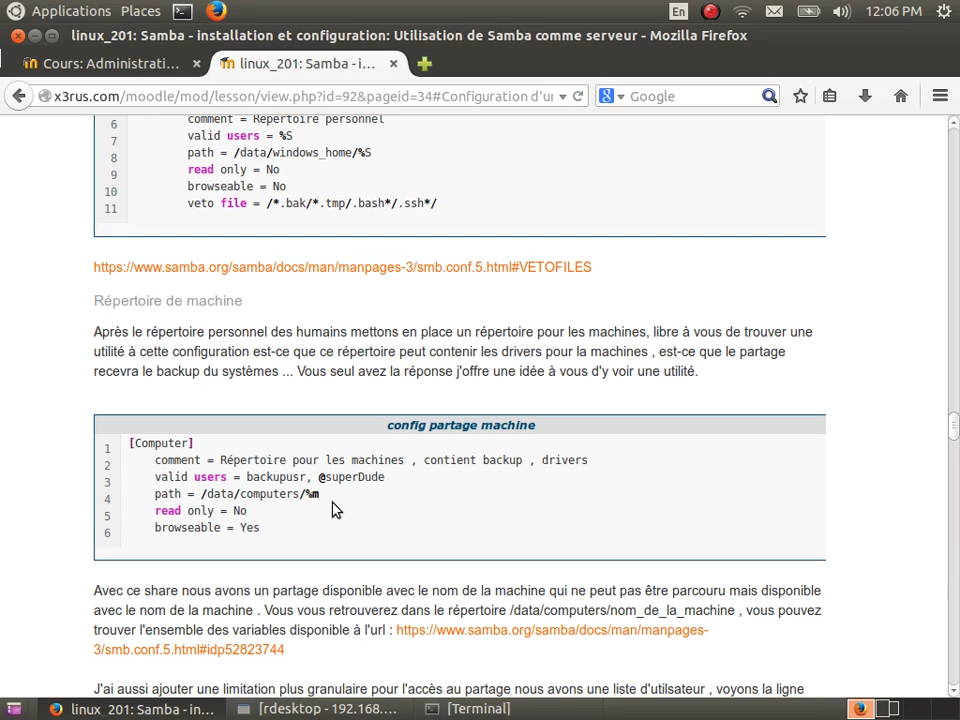 Applications Places En 12:06 PM
linux_201: Samba - installation et configuration: Utilisation de Samba comme serveur - Mozilla Firefox
Cours: Administrati... linux_201: Samba - i...
x3rus.com/moodle/mod/lesson/view.php?id=92&pageid=34#Configuration d'ur Google
6 comment = Repertoire personnel
7 valid users = %S
8 path = /data/windows_home/%S
9 read only = No
10 browseable = No
11 veto file = /*.bak/*.tmp/.bash*/.ssh*/
https://www.samba.org/samba/docs/man/manpages-3/smb.conf.5.html#VETOFILES
Répertoire de machine
Après le répertoire personnel des humains mettons en place un répertoire pour les machines, libre à vous de trouver une
utilité à cette configuration est-ce que ce répertoire peut contenir les drivers pour la machines , est-ce que le partage
recevra le backup du systèmes ... Vous seul avez la réponse j'offre une idée à vous d'y voir une utilité.
config partage machine
1 [Computer]
2 comment = Répertoire pour les machines , contient backup , drivers
3 valid users = backupusr, @superDude
4 path = /data/computers/%m
5 read only = No
6 browseable = Yes
Avec ce share nous avons un partage disponible avec le nom de la machine qui ne peut pas être parcouru mais disponible
avec le nom de la machine . Vous vous retrouverez dans le répertoire /data/computers/nom_de_la_machine , vous pouvez
trouver l'ensemble des variables disponible à l'url : https://www.samba.org/samba/docs/man/manpages-
3/smb.conf.5.html#idp52823744
J'ai aussi ajouter une limitation plus granulaire pour l'accès au partage nous avons une liste d'utilsateur , voyons la ligne
linux_201: Samba - in... [rdesktop - 192.168.... [Terminal]